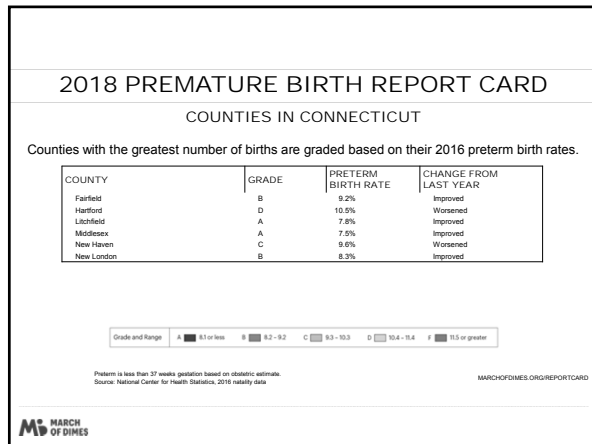 2018 PREMATURE BIRTH REPORT CARD
COUNTIES IN CONNECTICUT
Counties with the greatest number of births are graded based on their 2016 preterm birth rates.
COUNTY GRADE PRETERM BIRTH RATE CHANGE FROM LAST YEAR
Fairfield B 9.2% Improved
Hartford D 10.5% Worsened
Litchfield A 7.8% Improved
Middlesex A 7.5% Improved
New Haven C 9.6% Worsened
New London B 8.3% Improved
Grade and Range A 8.1 or less B 8.2 - 9.2 C 9.3 - 10.3 D 10.4 - 11.4 F 11.5 or greater
Preterm is less than 37 weeks gestation based on obstetric estimate.
Source: National Center for Health Statistics, 2016 natality data
MARCHOFDIMES.ORG/REPORTCARD
MARCH
OF DIMES